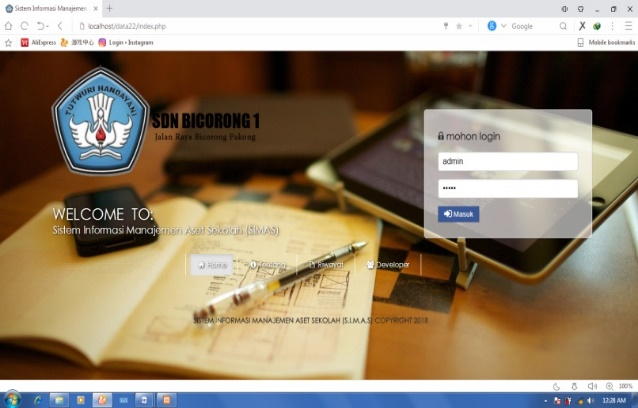 Sistem Informasi Manajemen
localhost/data22/index.php
Google
AliExpress
游戏中心
Login • Instagram
Mobile bookmarks
TUT WURI HANDAYANI
SDN BICORONG 1
Jalan Raya Bicorong Pakong
mohon login
admin
•••••
Masuk
WELCOME TO:
Sistem Informasi Manajemen Aset Sekolah (SIMAS)
Home
Tentang
Riwayat
Developer
SISTEM INFORMASI MANAJEMEN ASET SEKOLAH (S.I.M.A.S) COPYRIGHT 2018
100%
12:28 AM